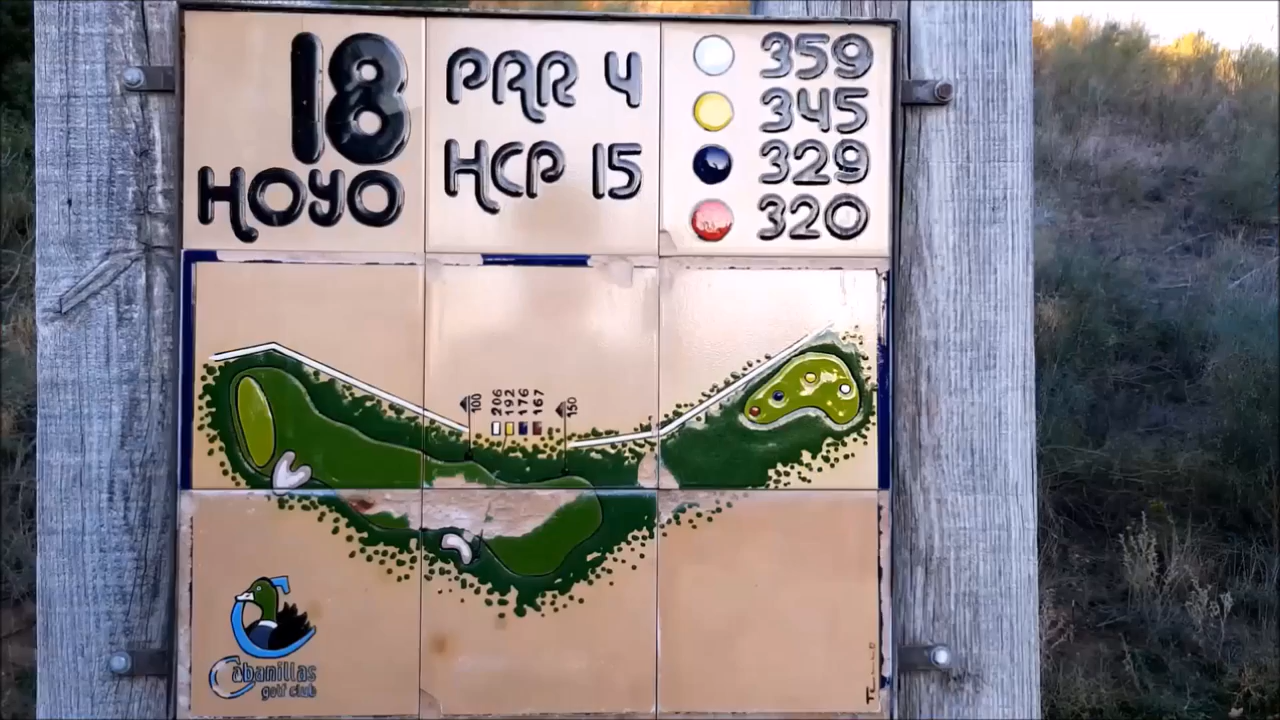 18
HOYO
PAR 4
HCP 15
359
345
329
320
100
206
192
176
167
150
Cabanillas
golf club